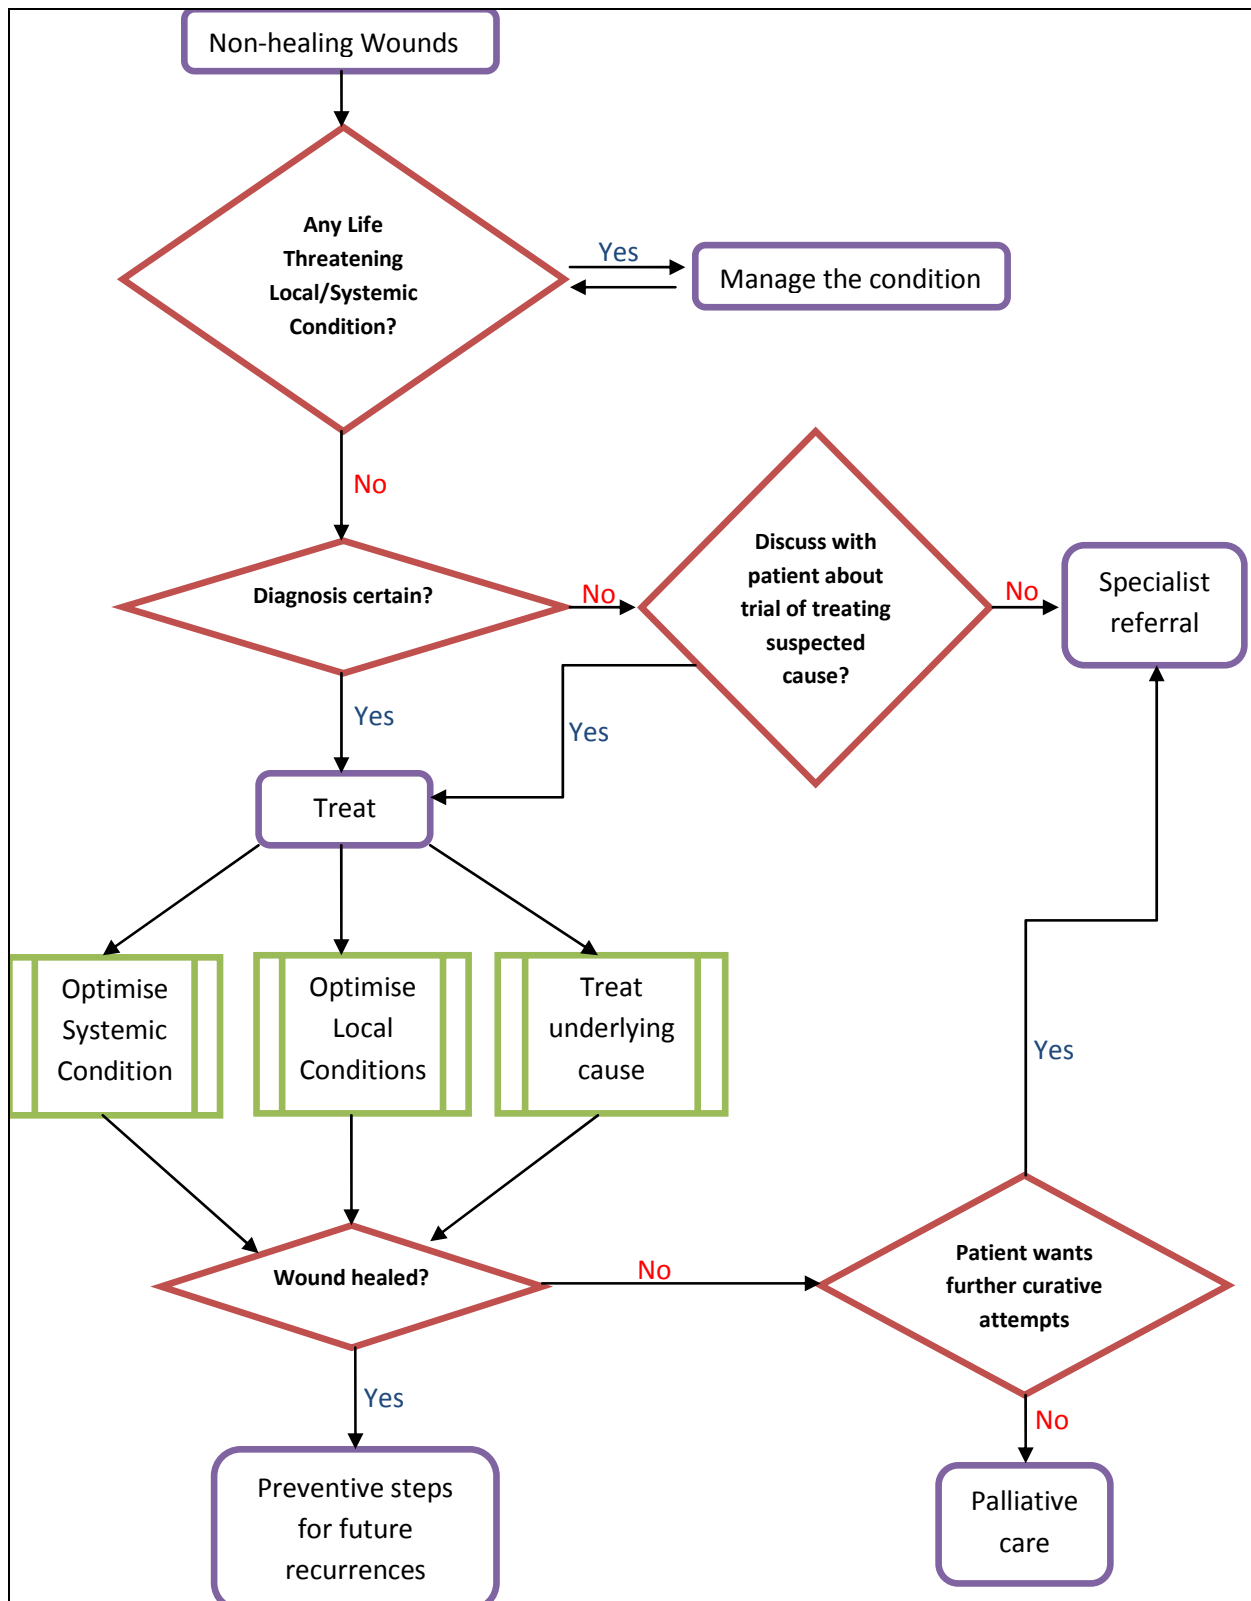 Non-healing Wounds
Any Life
Threatening
Local/Systemic
Condition?
Yes
Manage the condition
No
Diagnosis certain?
No
Discuss with
patient about
trial of treating
suspected
cause?
No
Specialist
referral
Yes
Yes
Treat
Optimise
Systemic
Condition
Optimise
Local
Conditions
Treat
underlying
cause
Yes
Wound healed?
No
Patient wants
further curative
attempts
Yes
No
Preventive steps
for future
recurrences
Palliative
care